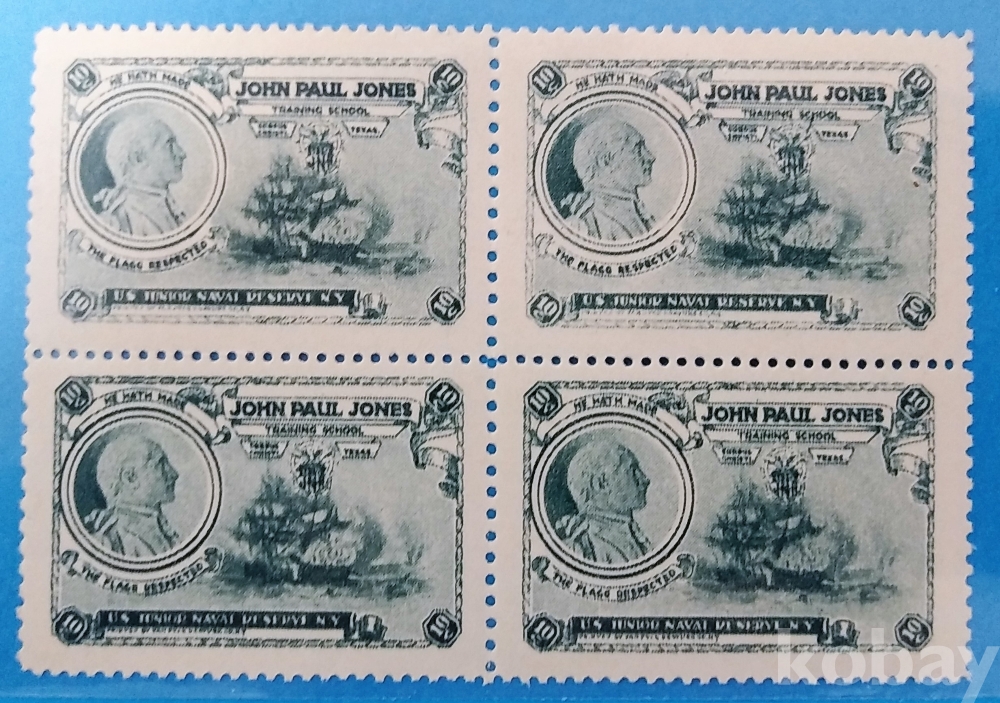 10 HE HATH MADE 10
JOHN PAUL JONES
TRAINING SCHOOL
CORPUS CHRISTI TEXAS
THE FLAGG RESPECTED
10 U.S. JUNIOR NAVAL RESERVE N.Y. 10
10 HE HATH MADE 10
JOHN PAUL JONES
TRAINING SCHOOL
CORPUS CHRISTI TEXAS
THE FLAGG RESPECTED
10 U.S. JUNIOR NAVAL RESERVE N.Y. 10
10 HE HATH MADE 10
JOHN PAUL JONES
TRAINING SCHOOL
CORPUS CHRISTI TEXAS
THE FLAGG RESPECTED
10 U.S. JUNIOR NAVAL RESERVE N.Y. 10
10 HE HATH MADE 10
JOHN PAUL JONES
TRAINING SCHOOL
CORPUS CHRISTI TEXAS
THE FLAGG RESPECTED
10 U.S. JUNIOR NAVAL RESERVE N.Y. 10
kobay